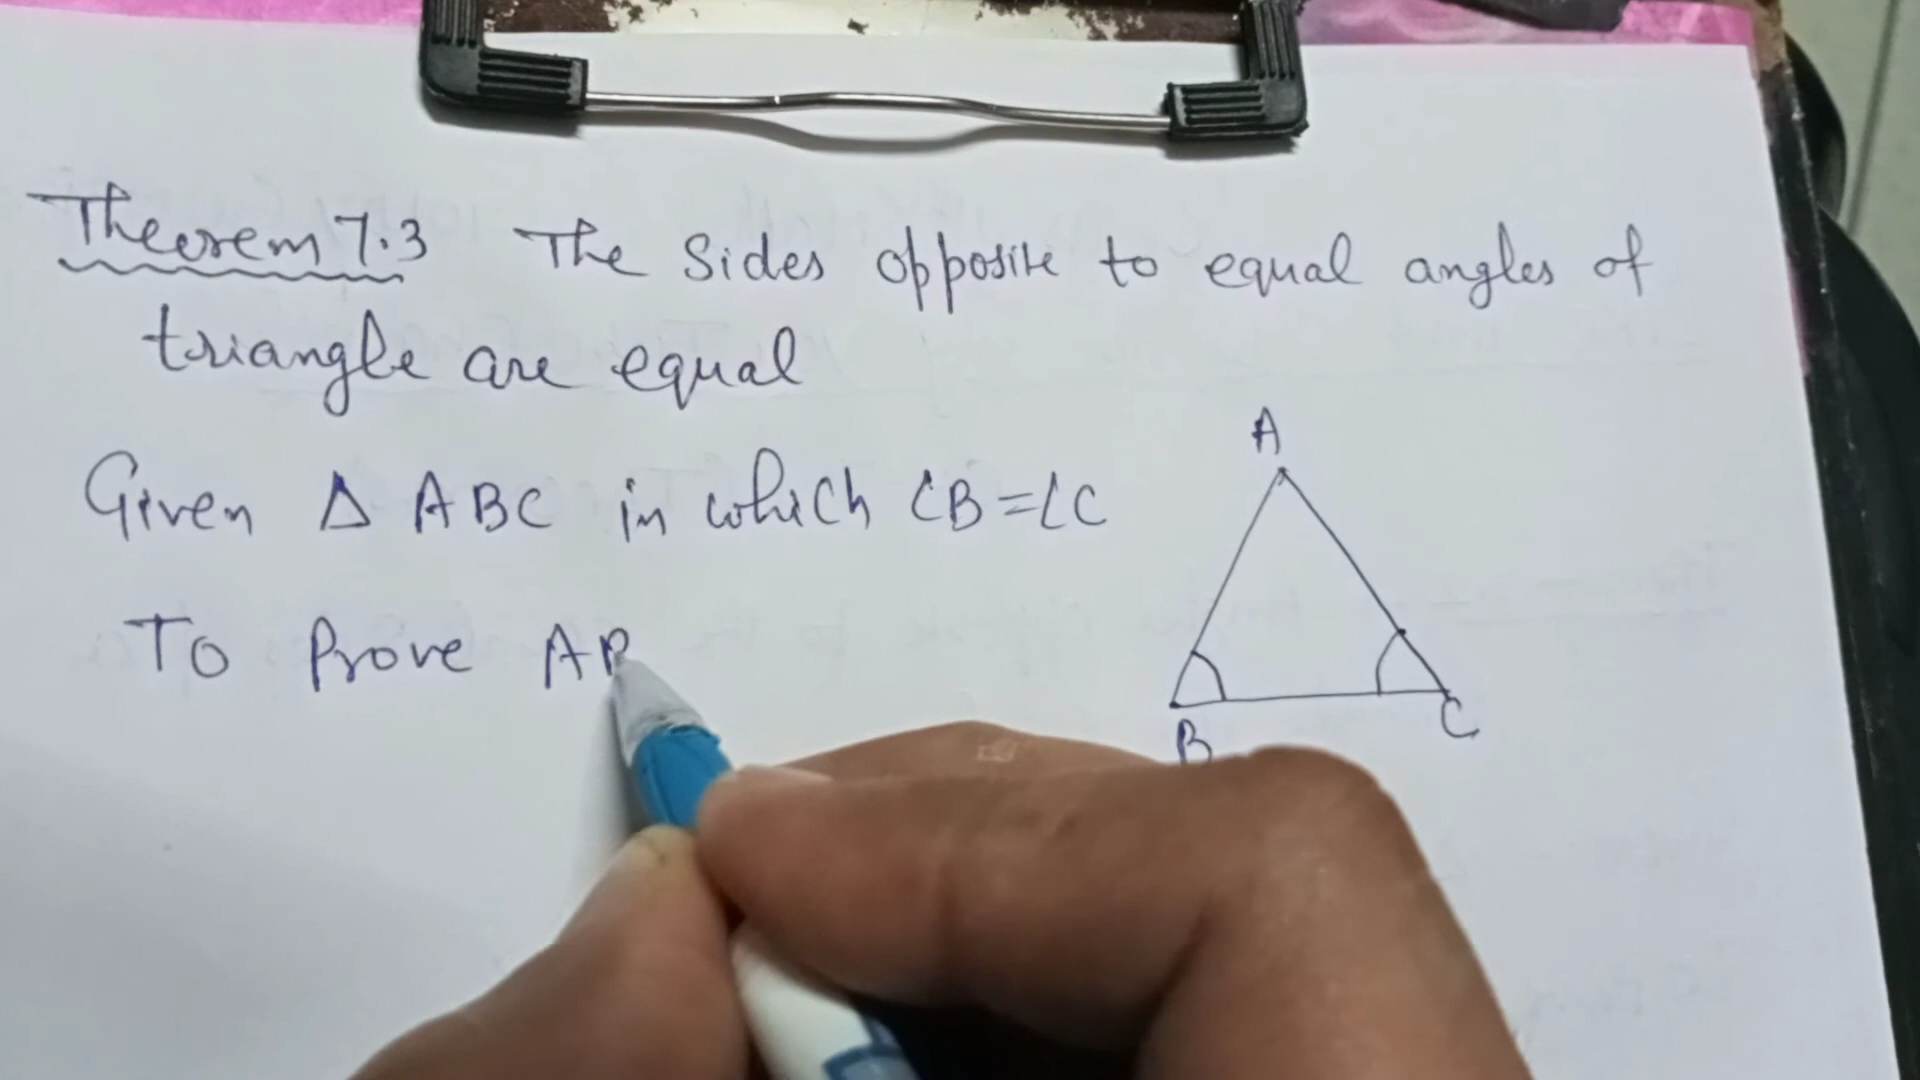 Theorem 7.3 The Sides opposite to equal angles of
triangle are equal
Given Δ ABC in which ∠B=∠C
To Prove AB
A
B
C